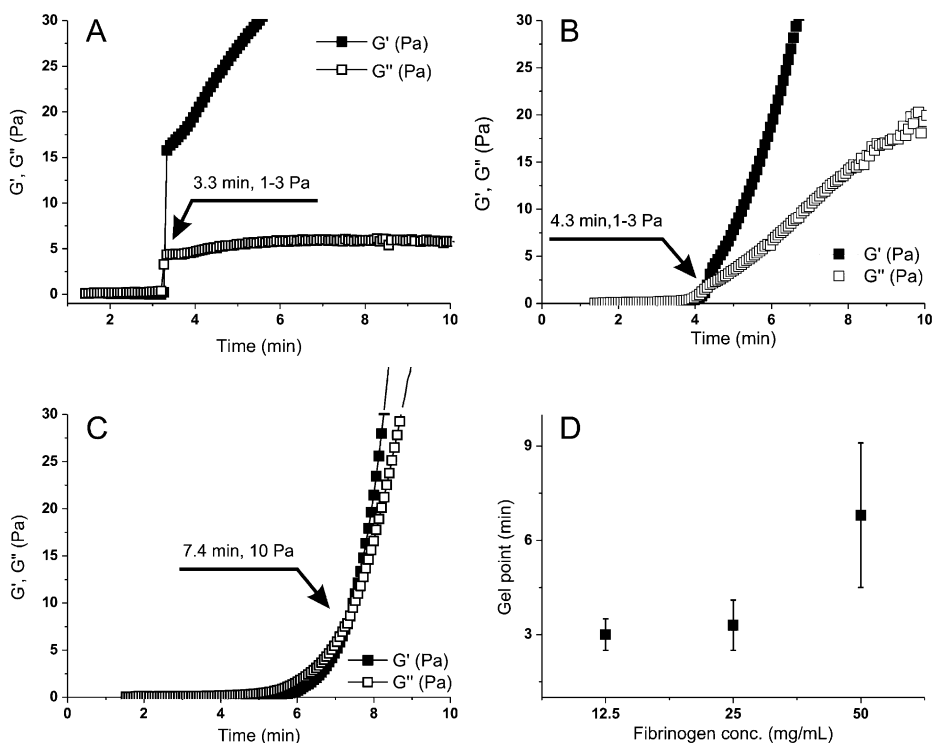 A
G' (Pa)
G'' (Pa)
G', G'' (Pa)
30
25
20
15
10
5
0
3.3 min, 1-3 Pa
2 4 6 8 10
Time (min)
B
G', G'' (Pa)
30
25
20
15
10
5
0
4.3 min,1-3 Pa
G' (Pa)
G'' (Pa)
0 2 4 6 8 10
Time (min)
C
G', G'' (Pa)
30
25
20
15
10
5
0
7.4 min, 10 Pa
G' (Pa)
G'' (Pa)
0 2 4 6 8 10
Time (min)
D
Gel point (min)
9
6
3
12.5 25 50
Fibrinogen conc. (mg/mL)